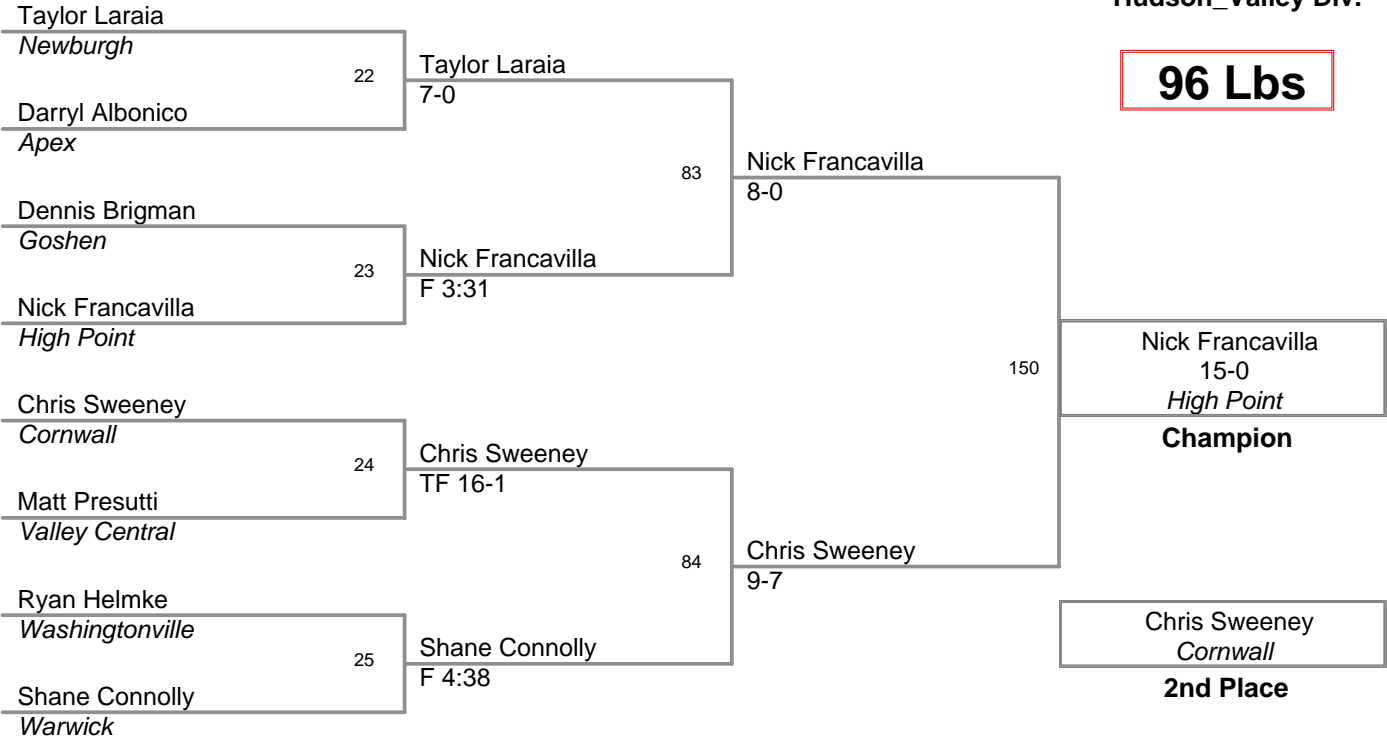 Hudson_Valley Div.
96 Lbs
Taylor Laraia
Newburgh
22
Darryl Albonico
Apex
Taylor Laraia
7-0
Dennis Brigman
Goshen
23
Nick Francavilla
High Point
Nick Francavilla
F 3:31
83
Nick Francavilla
8-0
Chris Sweeney
Cornwall
24
Matt Presutti
Valley Central
Chris Sweeney
TF 16-1
Ryan Helmke
Washingtonville
25
Shane Connolly
Warwick
Shane Connolly
F 4:38
84
Chris Sweeney
9-7
150
Nick Francavilla
15-0
High Point
Champion
Chris Sweeney
Cornwall
2nd Place